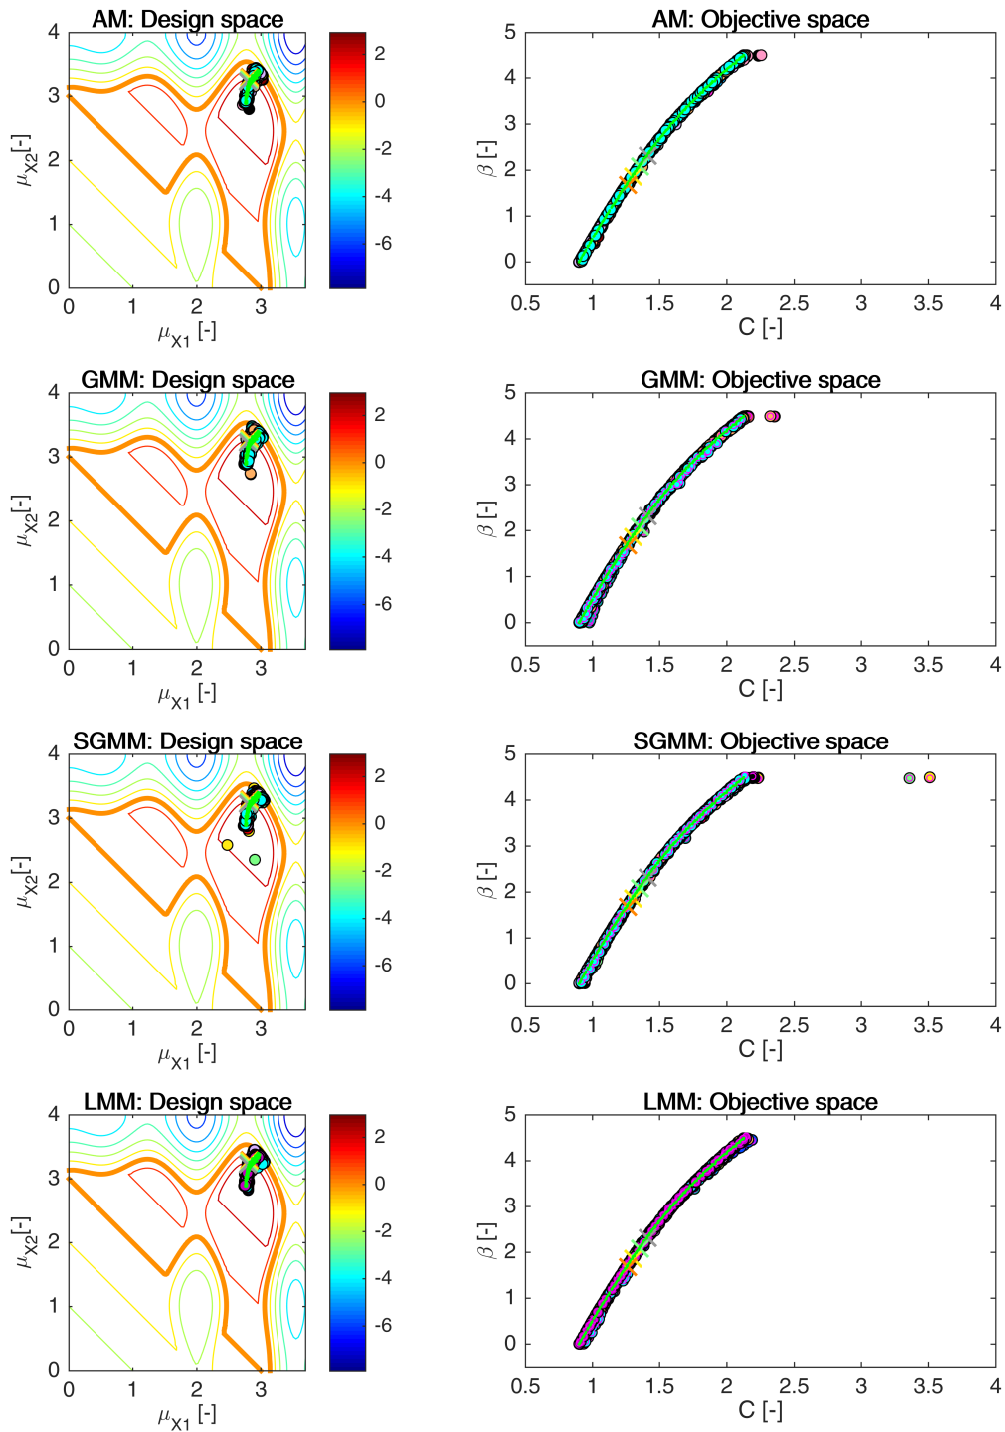 AM: Design space
AM: Objective space
4
3
2
1
0
0 1 2 3
μX2[-]
μX1 [-]
2
0
-2
-4
-6
5
4
3
2
1
0
0.5 1 1.5 2 2.5 3 3.5 4
β [-]
C [-]
GMM: Design space
GMM: Objective space
4
3
2
1
0
0 1 2 3
μX2[-]
μX1 [-]
2
0
-2
-4
-6
5
4
3
2
1
0
0.5 1 1.5 2 2.5 3 3.5 4
β [-]
C [-]
SGMM: Design space
SGMM: Objective space
4
3
2
1
0
0 1 2 3
μX2[-]
μX1 [-]
2
0
-2
-4
-6
5
4
3
2
1
0
0.5 1 1.5 2 2.5 3 3.5 4
β [-]
C [-]
LMM: Design space
LMM: Objective space
4
3
2
1
0
0 1 2 3
μX2[-]
μX1 [-]
2
0
-2
-4
-6
5
4
3
2
1
0
0.5 1 1.5 2 2.5 3 3.5 4
β [-]
C [-]